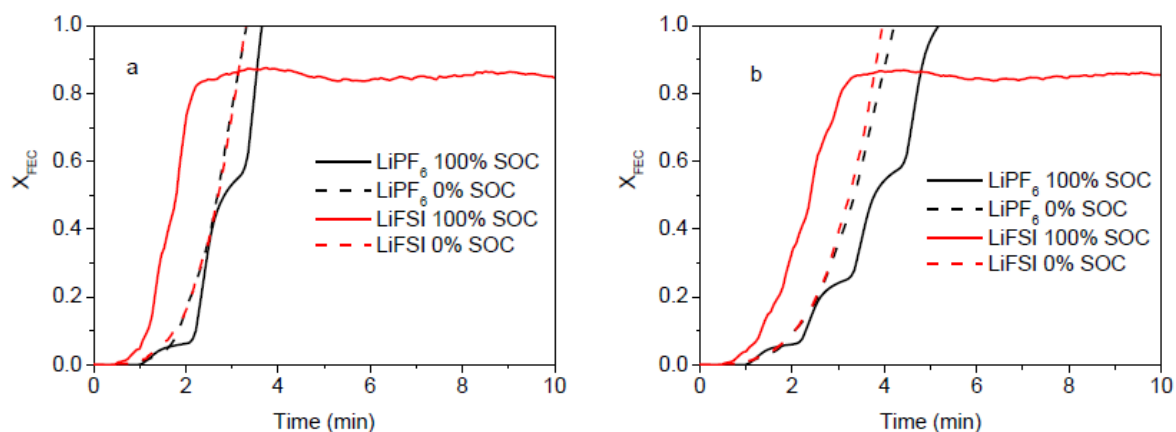 a
X_FEC
1.0
0.8
0.6
0.4
0.2
0.0
LiPF₆ 100% SOC
LiPF₆ 0% SOC
LiFSI 100% SOC
LiFSI 0% SOC
0 2 4 6 8 10
Time (min)
b
X_FEC
1.0
0.8
0.6
0.4
0.2
0.0
LiPF₆ 100% SOC
LiPF₆ 0% SOC
LiFSI 100% SOC
LiFSI 0% SOC
0 2 4 6 8 10
Time (min)